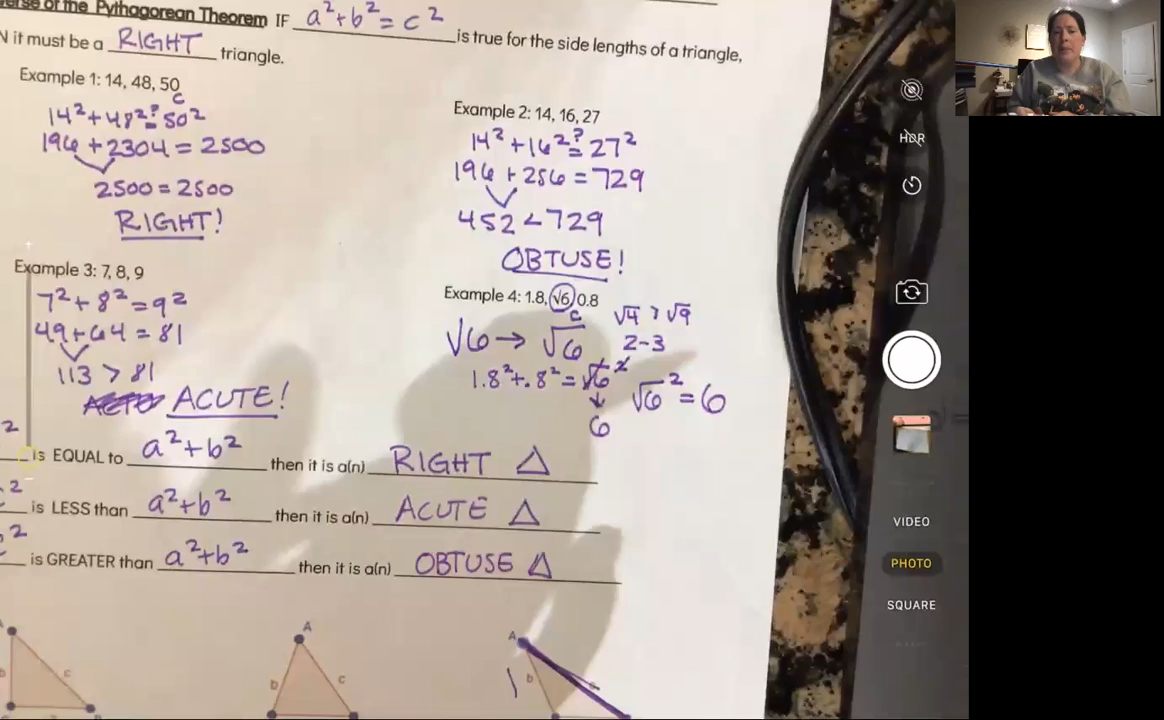 erse of the Pythagorean Theorem IF a²+b²=c² is true for the side lengths of a triangle,
N it must be a RIGHT triangle.
Example 1: 14, 48, 50
c
14²+48²?=50²
196+2304=2500
2500=2500
RIGHT!
Example 2: 14, 16, 27
14²+16²?=27²
196+256=729
452<729
OBTUSE!
Example 3: 7, 8, 9
7²+8²=9²
49+64=81
113>81
ACUTE!
Example 4: 1.8, √6, 0.8
c
√6→√6
√4 √9
2-3
1.8²+.8²=√6²
6
√6²=6
² is EQUAL to a²+b² then it is a(n) RIGHT △
c² is LESS than a²+b² then it is a(n) ACUTE △
c² is GREATER than a²+b² then it is a(n) OBTUSE △
b c
A
b c
A
b
HDR
VIDEO
PHOTO
SQUARE